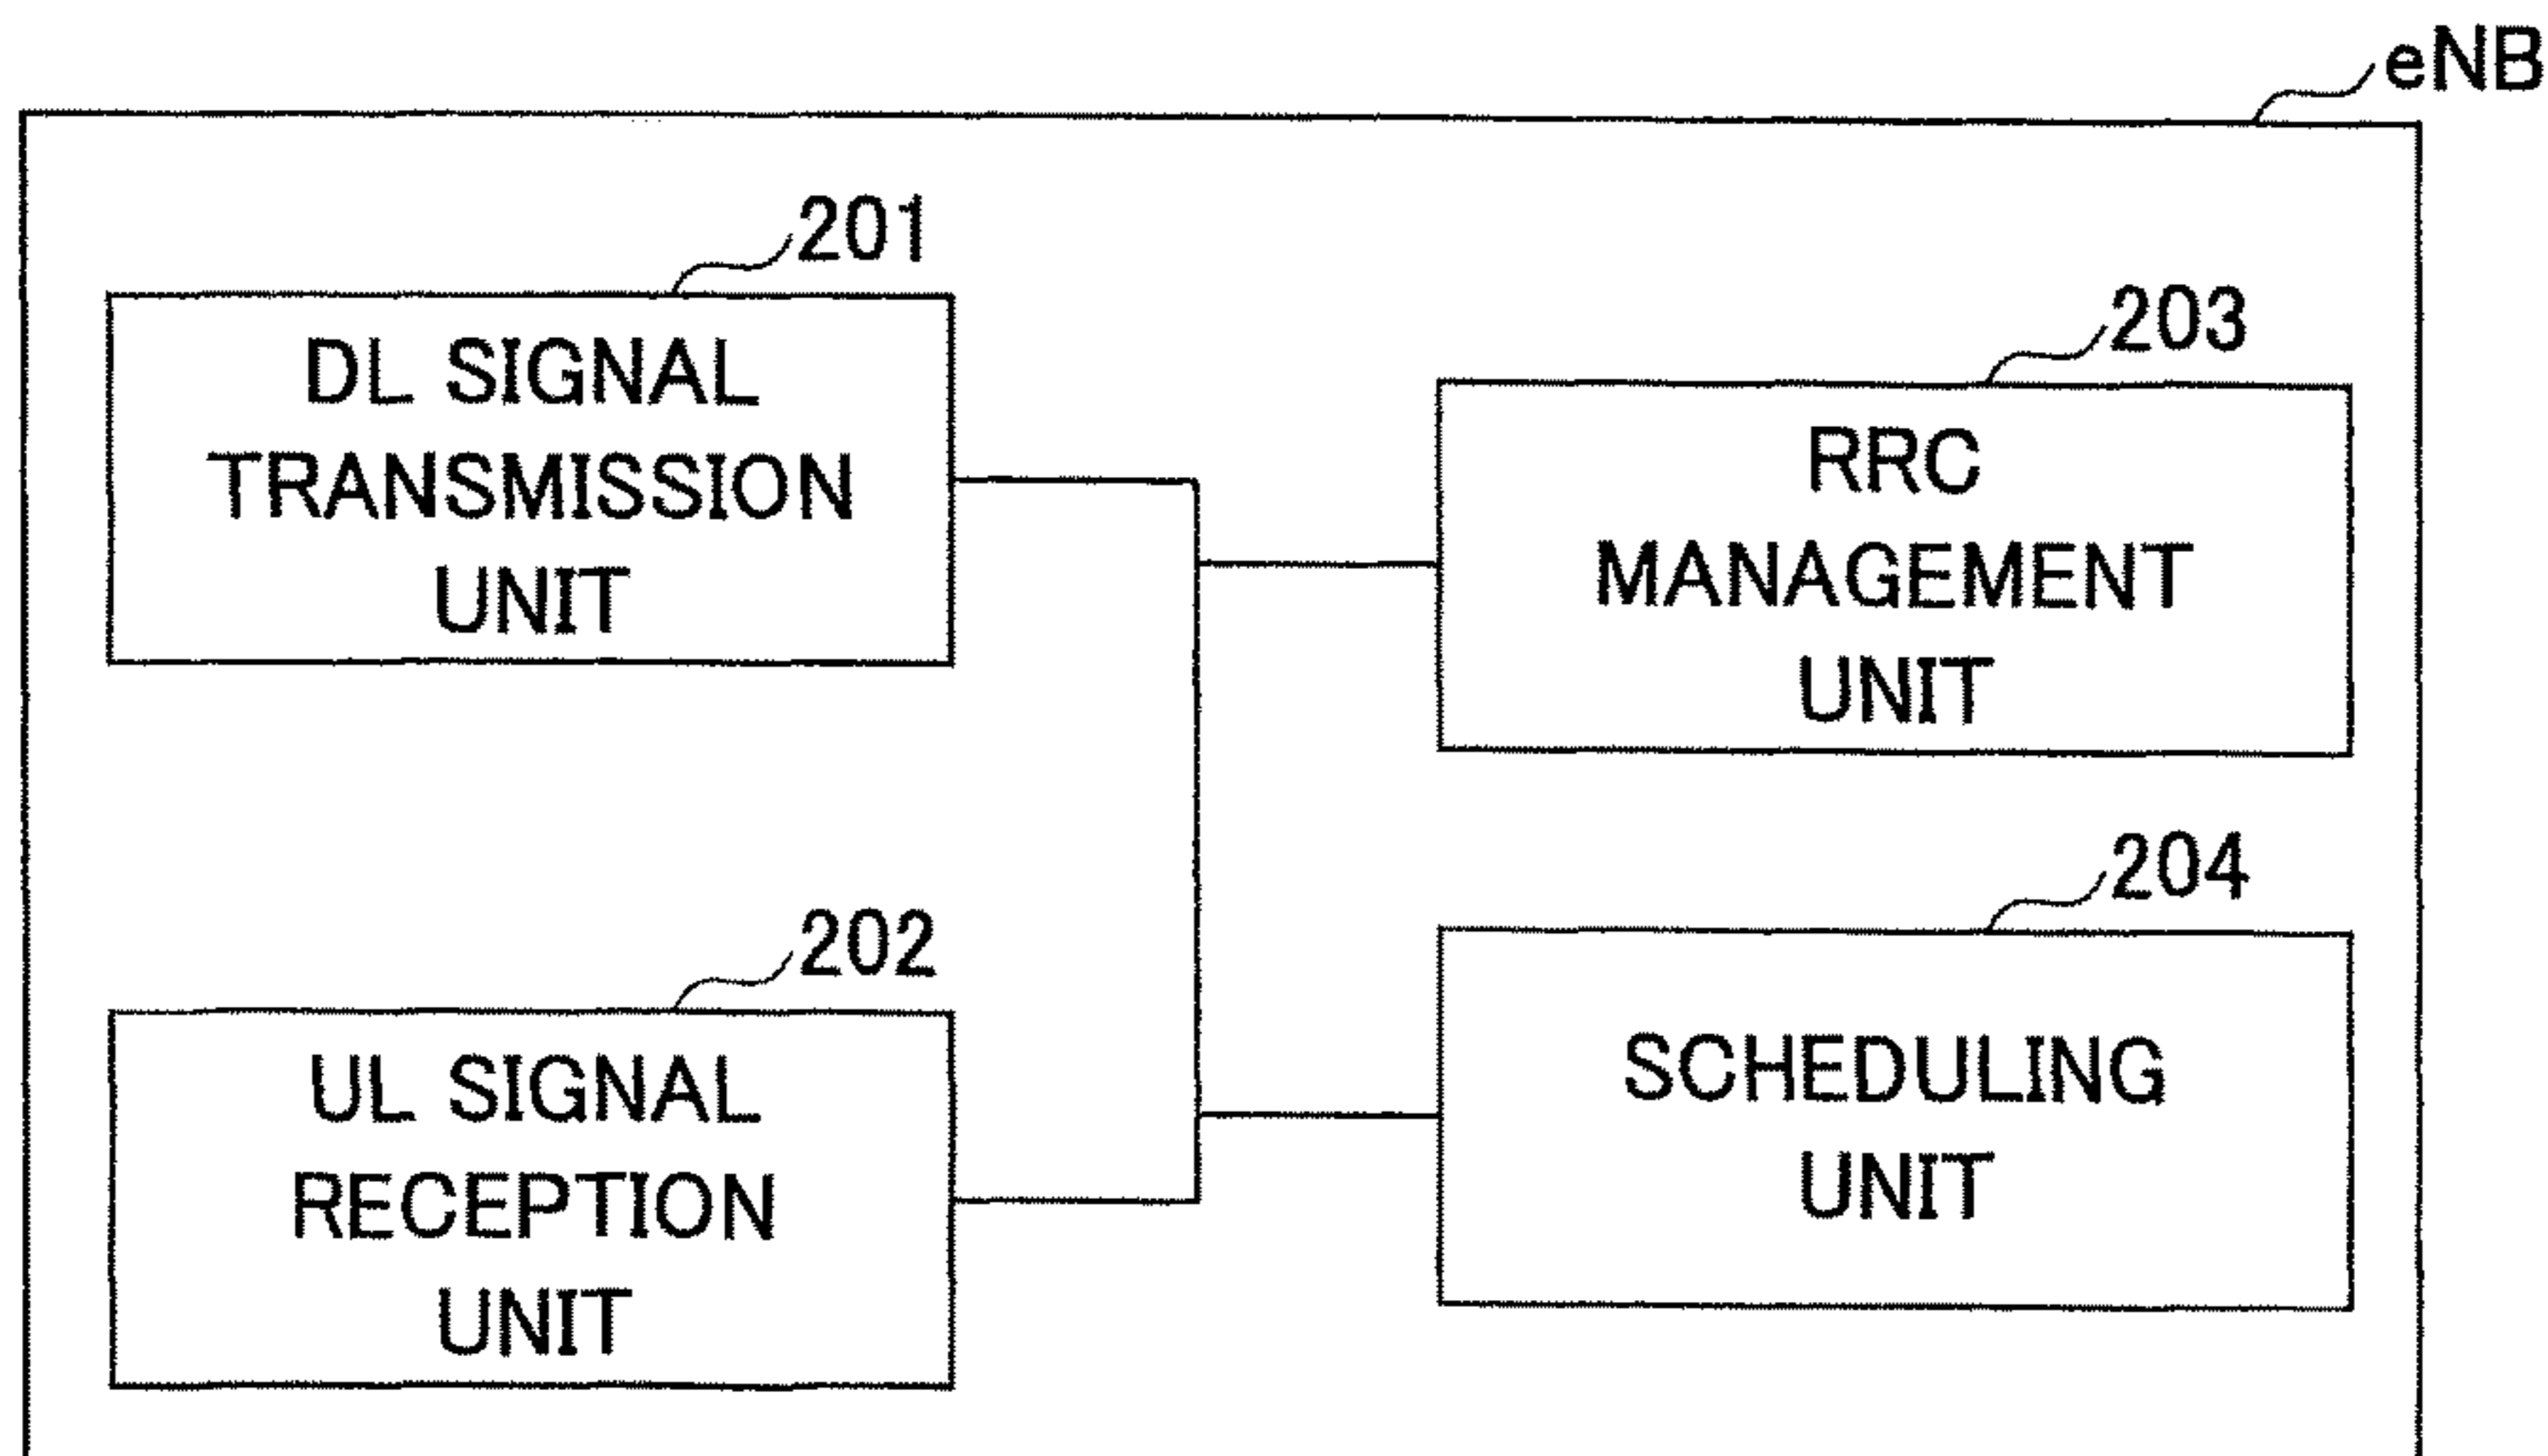 eNB
201
DL SIGNAL
TRANSMISSION
UNIT
203
RRC
MANAGEMENT
UNIT
202
UL SIGNAL
RECEPTION
UNIT
204
SCHEDULING
UNIT